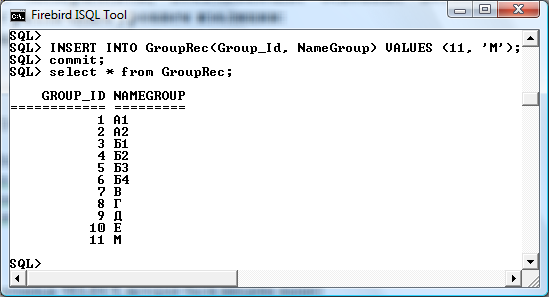 Firebird ISQL Tool
SQL>
SQL> INSERT INTO GroupRec(Group_Id, NameGroup) VALUES (11, 'М');
SQL> commit;
SQL> select * from GroupRec;
GROUP_ID NAMEGROUP
============ =========
1 А1
2 А2
3 Б1
4 Б2
5 Б3
6 Б4
7 В
8 Г
9 Д
10 Е
11 М
SQL>